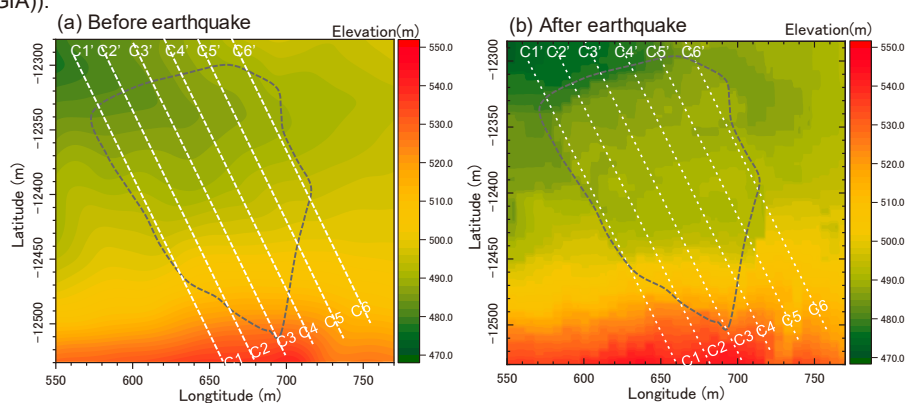 GIA)).
(a) Before earthquake
Elevation(m)
C1' C2' C3' C4' C5' C6'
-12300
-12350
-12400
-12450
-12500
Latitude (m)
C1 C2 C3 C4 C5 C6
550 600 650 700 750
Longtitude (m)
550.0
540.0
530.0
520.0
510.0
500.0
490.0
480.0
470.0
(b) After earthquake
Elevation(m)
C1' C2' C3' C4' C5' C6'
-12300
-12350
-12400
-12450
-12500
Latitude (m)
C1 C2 C3 C4 C5 C6
550 600 650 700 750
Longtitude (m)
550.0
540.0
530.0
520.0
510.0
500.0
490.0
480.0
470.0